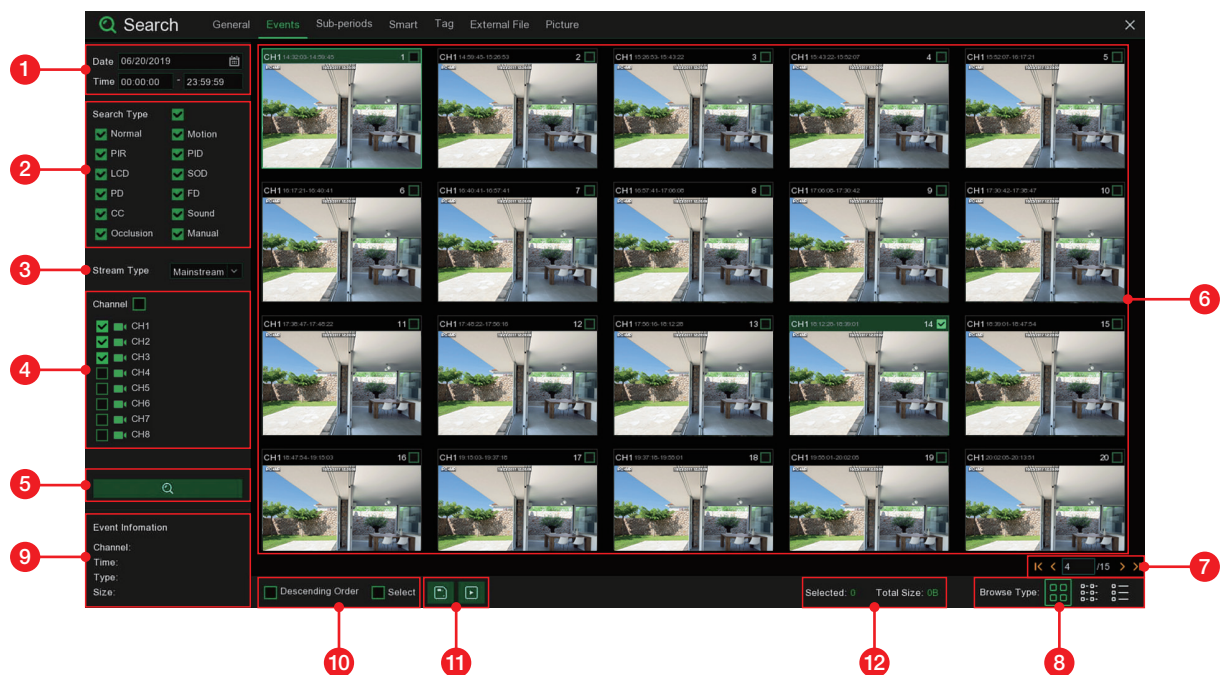 Search General Events Sub-periods Smart Tag External File Picture
1
Date 06/20/2019
Time 00:00:00 - 23:59:59
2
Search Type
Normal Motion
PIR PID
LCD SOD
PD FD
CC Sound
Occlusion Manual
3
Stream Type Mainstream
4
Channel
CH1
CH2
CH3
CH4
CH5
CH6
CH7
CH8
5
9
Event Infomation
Channel:
Time:
Type:
Size:
CH1 14:32:03-14:59:45 1
CH1 14:59:45-15:26:53 2
CH1 15:26:53-15:43:22 3
CH1 15:43:22-15:52:07 4
CH1 15:52:07-16:17:21 5
CH1 16:17:21-16:40:41 6
CH1 16:40:41-16:57:41 7
CH1 16:57:41-17:06:06 8
CH1 17:06:06-17:30:42 9
CH1 17:30:42-17:36:47 10
CH1 17:36:47-17:48:22 11
CH1 17:48:22-17:56:16 12
CH1 17:56:16-18:12:28 13
CH1 18:12:28-18:39:01 14
CH1 18:39:01-18:47:54 15
CH1 18:47:54-19:15:03 16
CH1 19:15:03-19:37:18 17
CH1 19:37:18-19:55:01 18
CH1 19:55:01-20:02:05 19
CH1 20:02:05-20:13:51 20
6
4 /15
7
Descending Order Select
Selected: 0 Total Size: 0B
Browse Type:
10
11
12
8